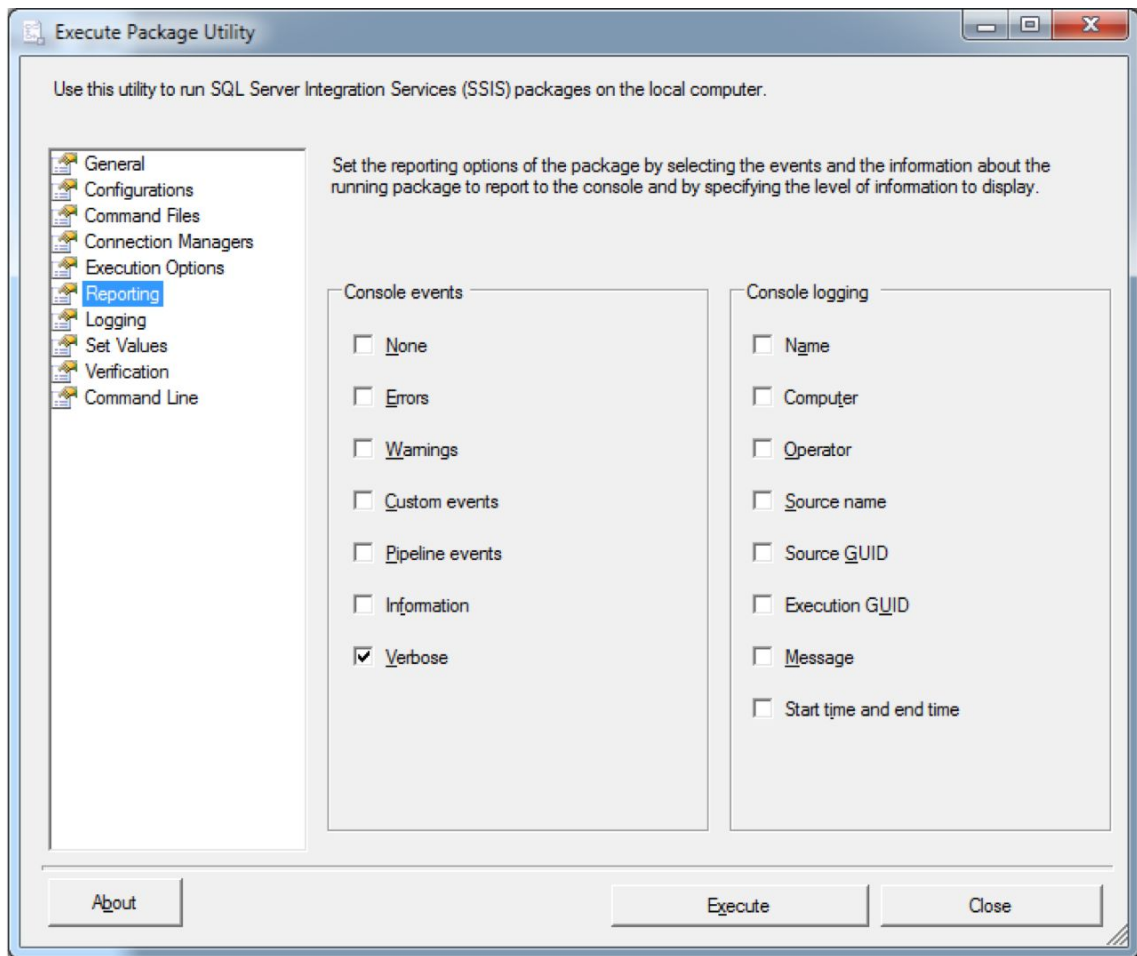 Execute Package Utility
Use this utility to run SQL Server Integration Services (SSIS) packages on the local computer.
General
Configurations
Command Files
Connection Managers
Execution Options
Reporting
Logging
Set Values
Verification
Command Line
Set the reporting options of the package by selecting the events and the information about the
running package to report to the console and by specifying the level of information to display.
Console events
None
Errors
Warnings
Custom events
Pipeline events
Information
Verbose
Console logging
Name
Computer
Operator
Source name
Source GUID
Execution GUID
Message
Start time and end time
About
Execute
Close